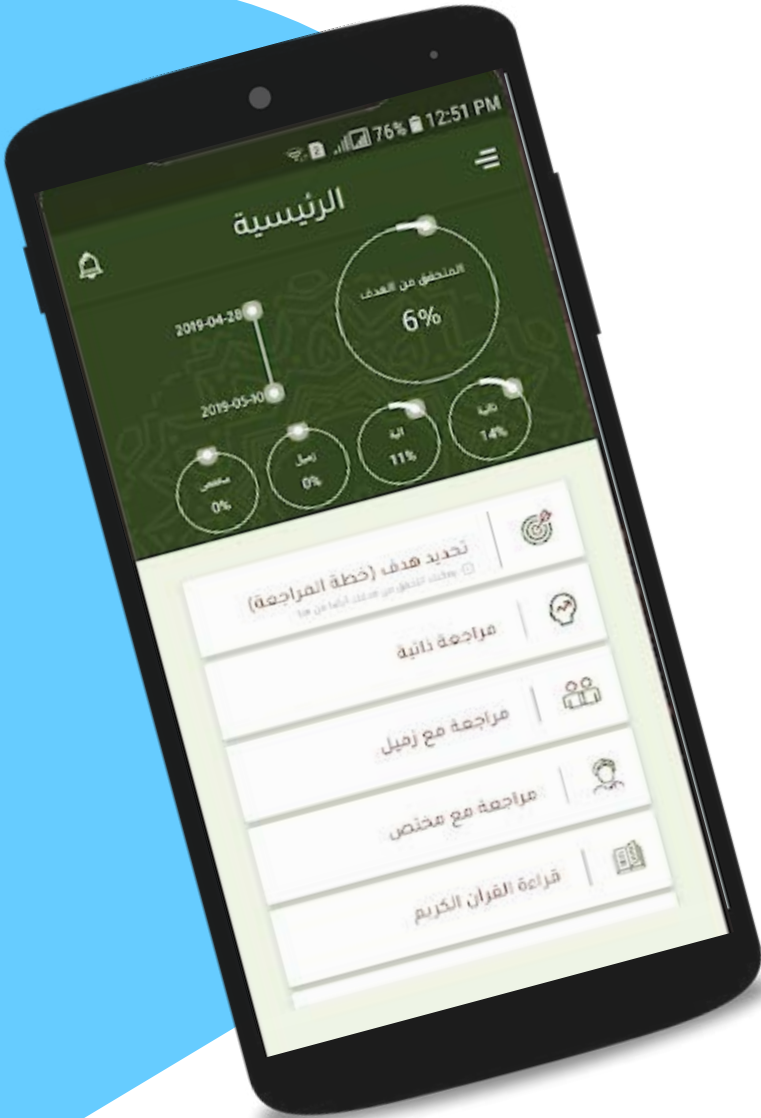 76% 12:51 PM
الرئيسية
المتحقق من الهدف
6%
2019-04-28
2019-05-10
ذاتية
14%
الية
11%
زميل
0%
مختص
0%
تحديد هدف (خطة المراجعة)
مراجعة ذاتية
مراجعة مع زميل
مراجعة مع مختص
قراءة القرآن الكريم